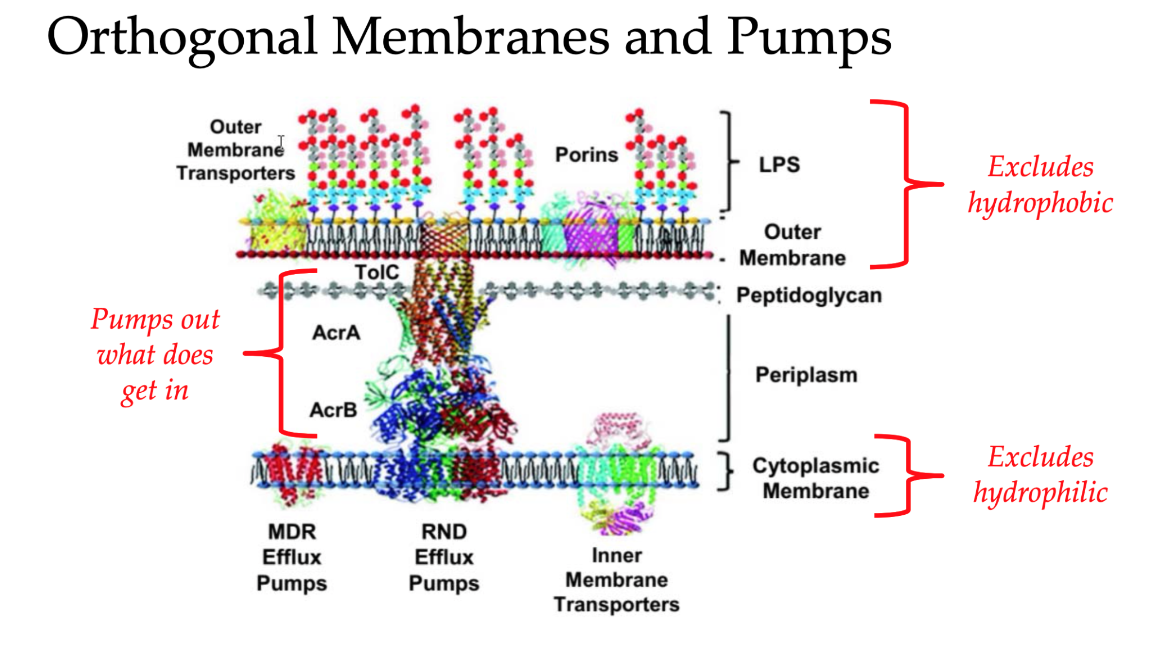 Orthogonal Membranes and Pumps
Outer
Membrane
Transporters
Porins
LPS
Excludes
hydrophobic
Outer
Membrane
TolC
Peptidoglycan
Pumps out
what does
get in
AcrA
Periplasm
AcrB
Cytoplasmic
Membrane
Excludes
hydrophilic
MDR
Efflux
Pumps
RND
Efflux
Pumps
Inner
Membrane
Transporters